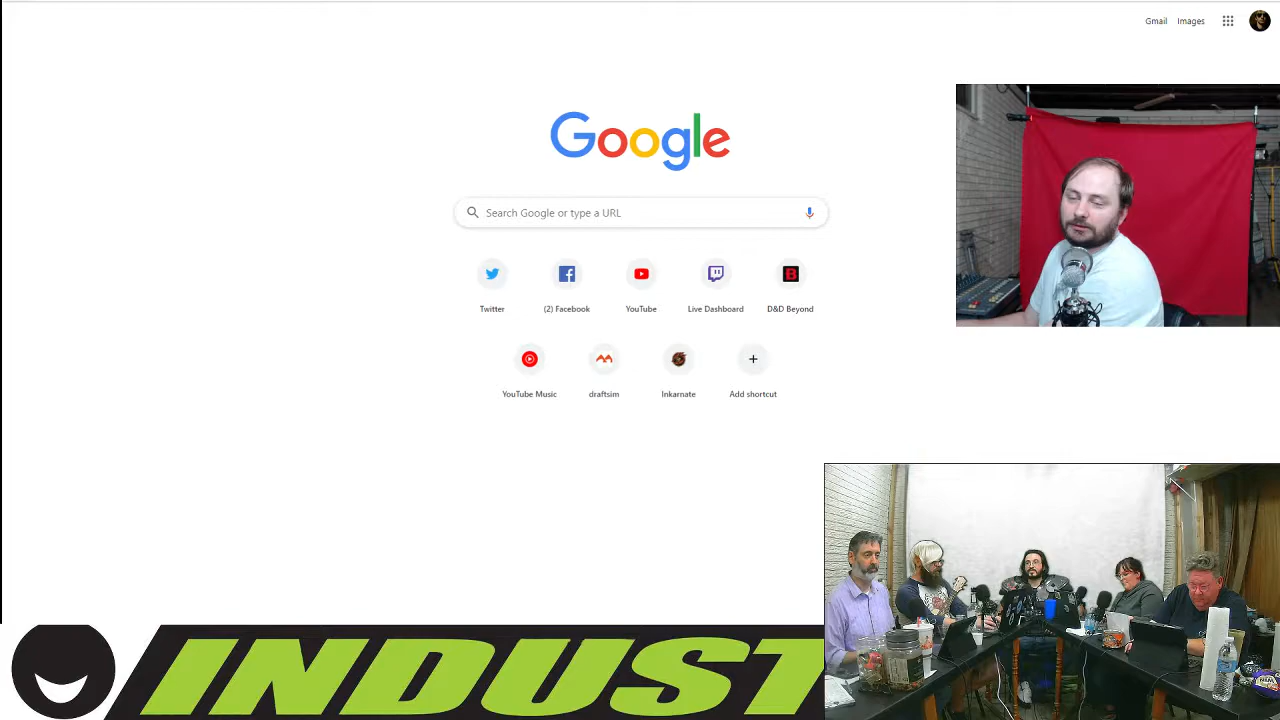 Gmail Images
Google
Search Google or type a URL
Twitter (2) Facebook YouTube Live Dashboard D&D Beyond
YouTube Music draftsim Inkarnate Add shortcut
INDUST